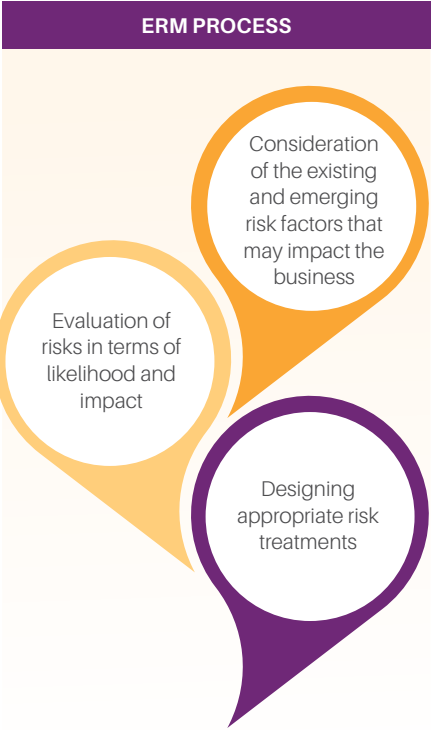 ERM PROCESS
Consideration
of the existing
and emerging
risk factors that
may impact the
business
Evaluation of
risks in terms of
likelihood and
impact
Designing
appropriate risk
treatments